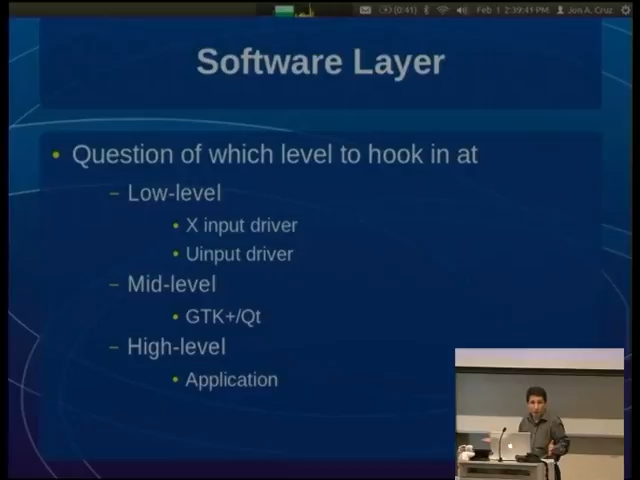 (0:41) Feb 1 2:39:41 PM Jon A. Cruz
Software Layer
• Question of which level to hook in at
– Low-level
• X input driver
• Uinput driver
– Mid-level
• GTK+/Qt
– High-level
• Application